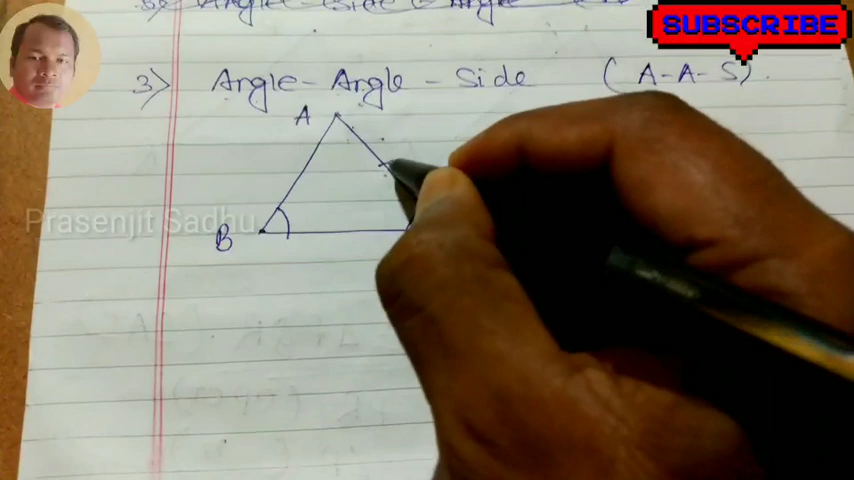 SUBSCRIBE
3) Angle - Angle - Side (A-A-S).
A
Prasenjit Sadhu
B